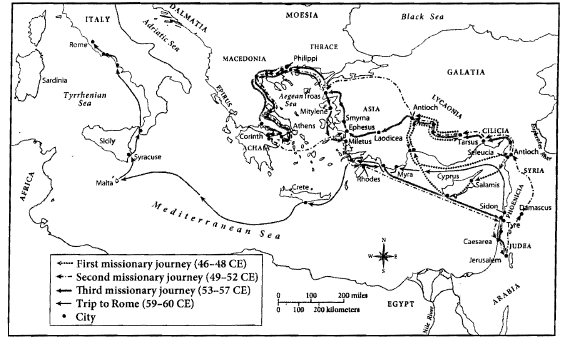 ITALY
DALMATIA
MOESIA
Black Sea
Adriatic Sea
Rome
THRACE
MACEDONIA
Philippi
GALATIA
Sardinia
EPIRUS
Tyrrhenian
Sea
Aegean
Sea
Troas
Mitylene
ASIA
LYCAONIA
Antioch
Smyrna
Ephesus
Laodicea
CILICIA
Tarsus
Corinth
Athens
Miletus
Seleucia
Antioch
Sicily
Syracuse
Myra
Rhodes
Cyprus
Salamis
SYRIA
AFRICA
Malta
Crete
PHOENICIA
Sidon
Damascus
Tyre
Mediterranean Sea
Caesarea
JUDEA
Jerusalem
N
W
E
S
First missionary journey (46–48 CE)
Second missionary journey (49–52 CE)
Third missionary journey (53–57 CE)
Trip to Rome (59–60 CE)
City
0 100 200 miles
0 100 200 kilometers
EGYPT
Nile River
ARABIA